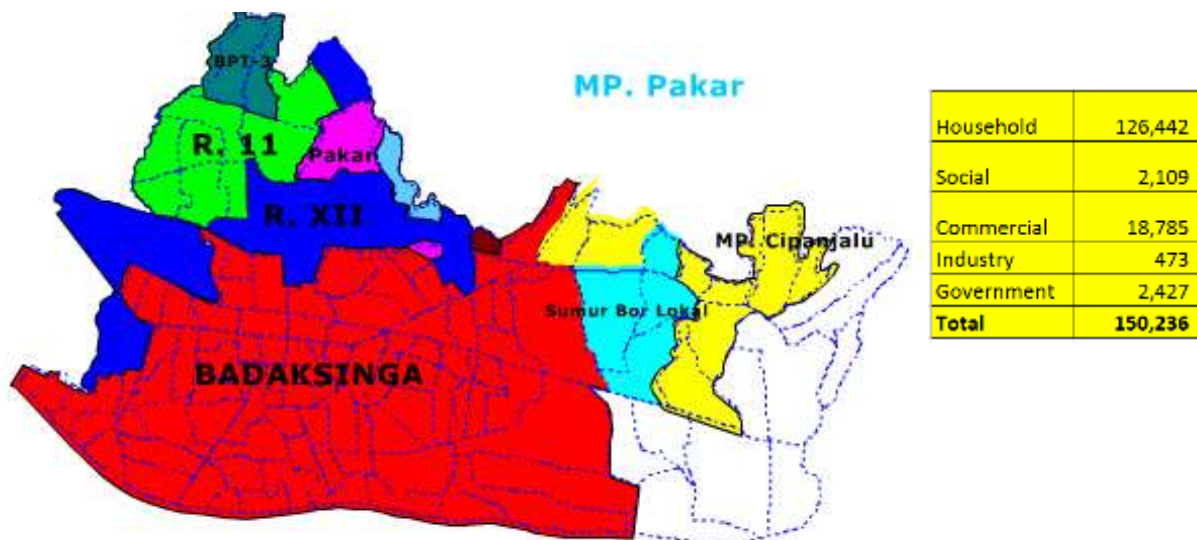 BPT-3
MP. Pakar
R. 11
Pakar
R. XII
MP. Cipanjalu
Sumur Bor Lokal
BADAKSINGA
Household 126,442
Social 2,109
Commercial 18,785
Industry 473
Government 2,427
Total 150,236